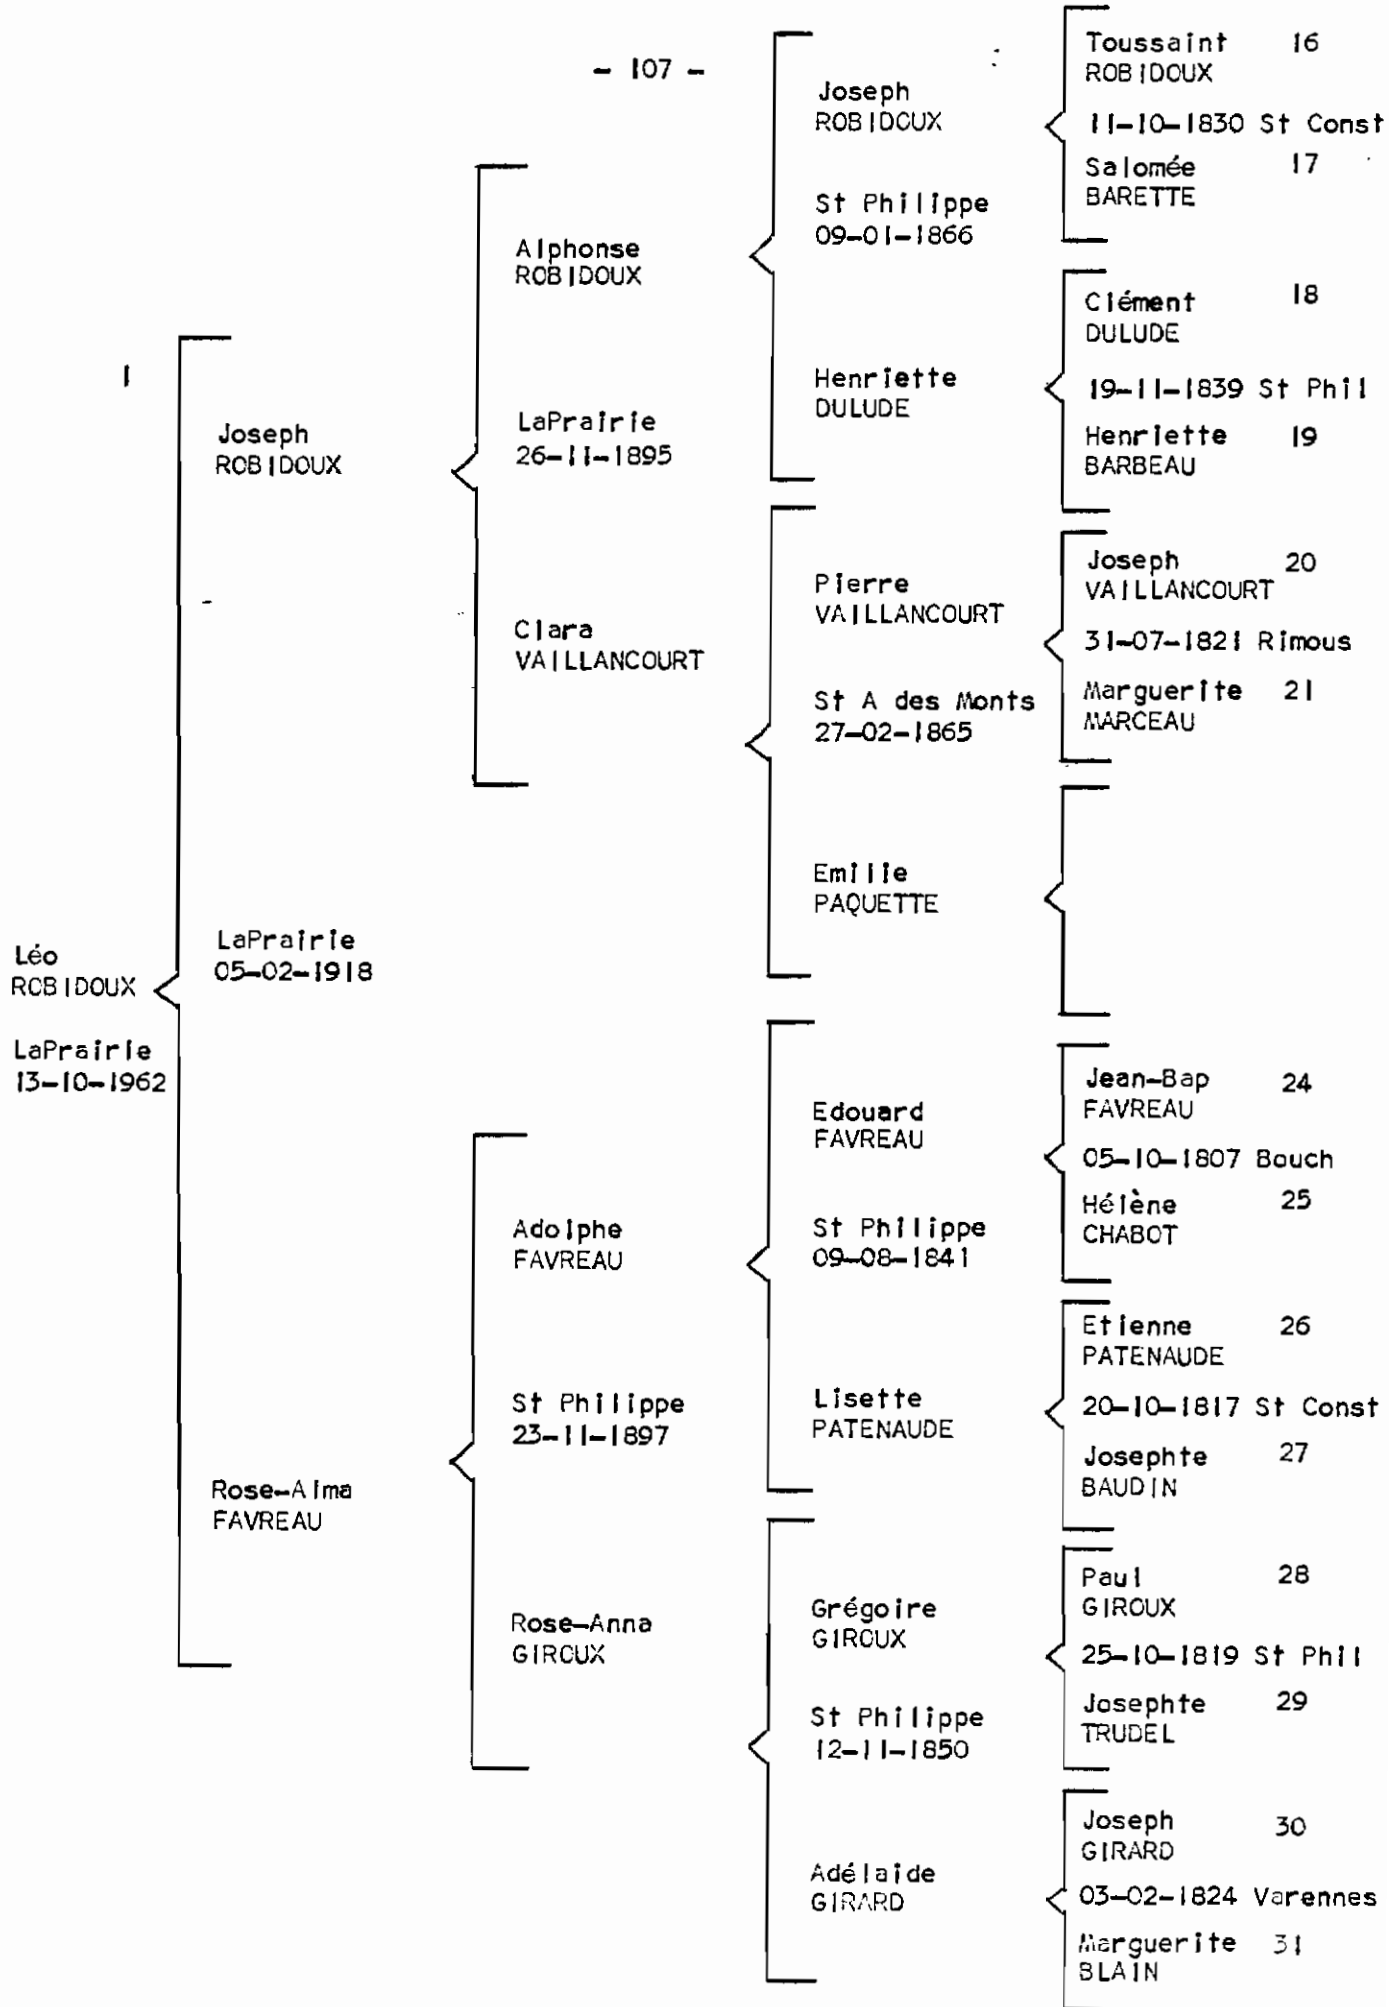 - 107 -
1
Léo
ROBIDOUX
LaPrairie
13-10-1962
Joseph
ROBIDOUX
LaPrairie
05-02-1918
Rose-Alma
FAVREAU
Alphonse
ROBIDOUX
LaPrairie
26-11-1895
Clara
VAILLANCOURT
Adolphe
FAVREAU
St Philippe
23-11-1897
Rose-Anna
GIROUX
Joseph
ROBIDOUX
St Philippe
09-01-1866
Henriette
DULUDE
Pierre
VAILLANCOURT
St A des Monts
27-02-1865
Emilie
PAQUETTE
Edouard
FAVREAU
St Philippe
09-08-1841
Lisette
PATENAUDE
Grégoire
GIROUX
St Philippe
12-11-1850
Adélaide
GIRARD
Toussaint 16
ROBIDOUX
11-10-1830 St Const
Salomée 17
BARETTE
Clément 18
DULUDE
19-11-1839 St Phil
Henriette 19
BARBEAU
Joseph 20
VAILLANCOURT
31-07-1821 Rimous
Marguerite 21
MARCEAU
Jean-Bap 24
FAVREAU
05-10-1807 Bouch
Hélène 25
CHABOT
Etienne 26
PATENAUDE
20-10-1817 St Const
Josephte 27
BAUDIN
Paul 28
GIROUX
25-10-1819 St Phil
Josephte 29
TRUDEL
Joseph 30
GIRARD
03-02-1824 Varennes
Marguerite 31
BLAIN